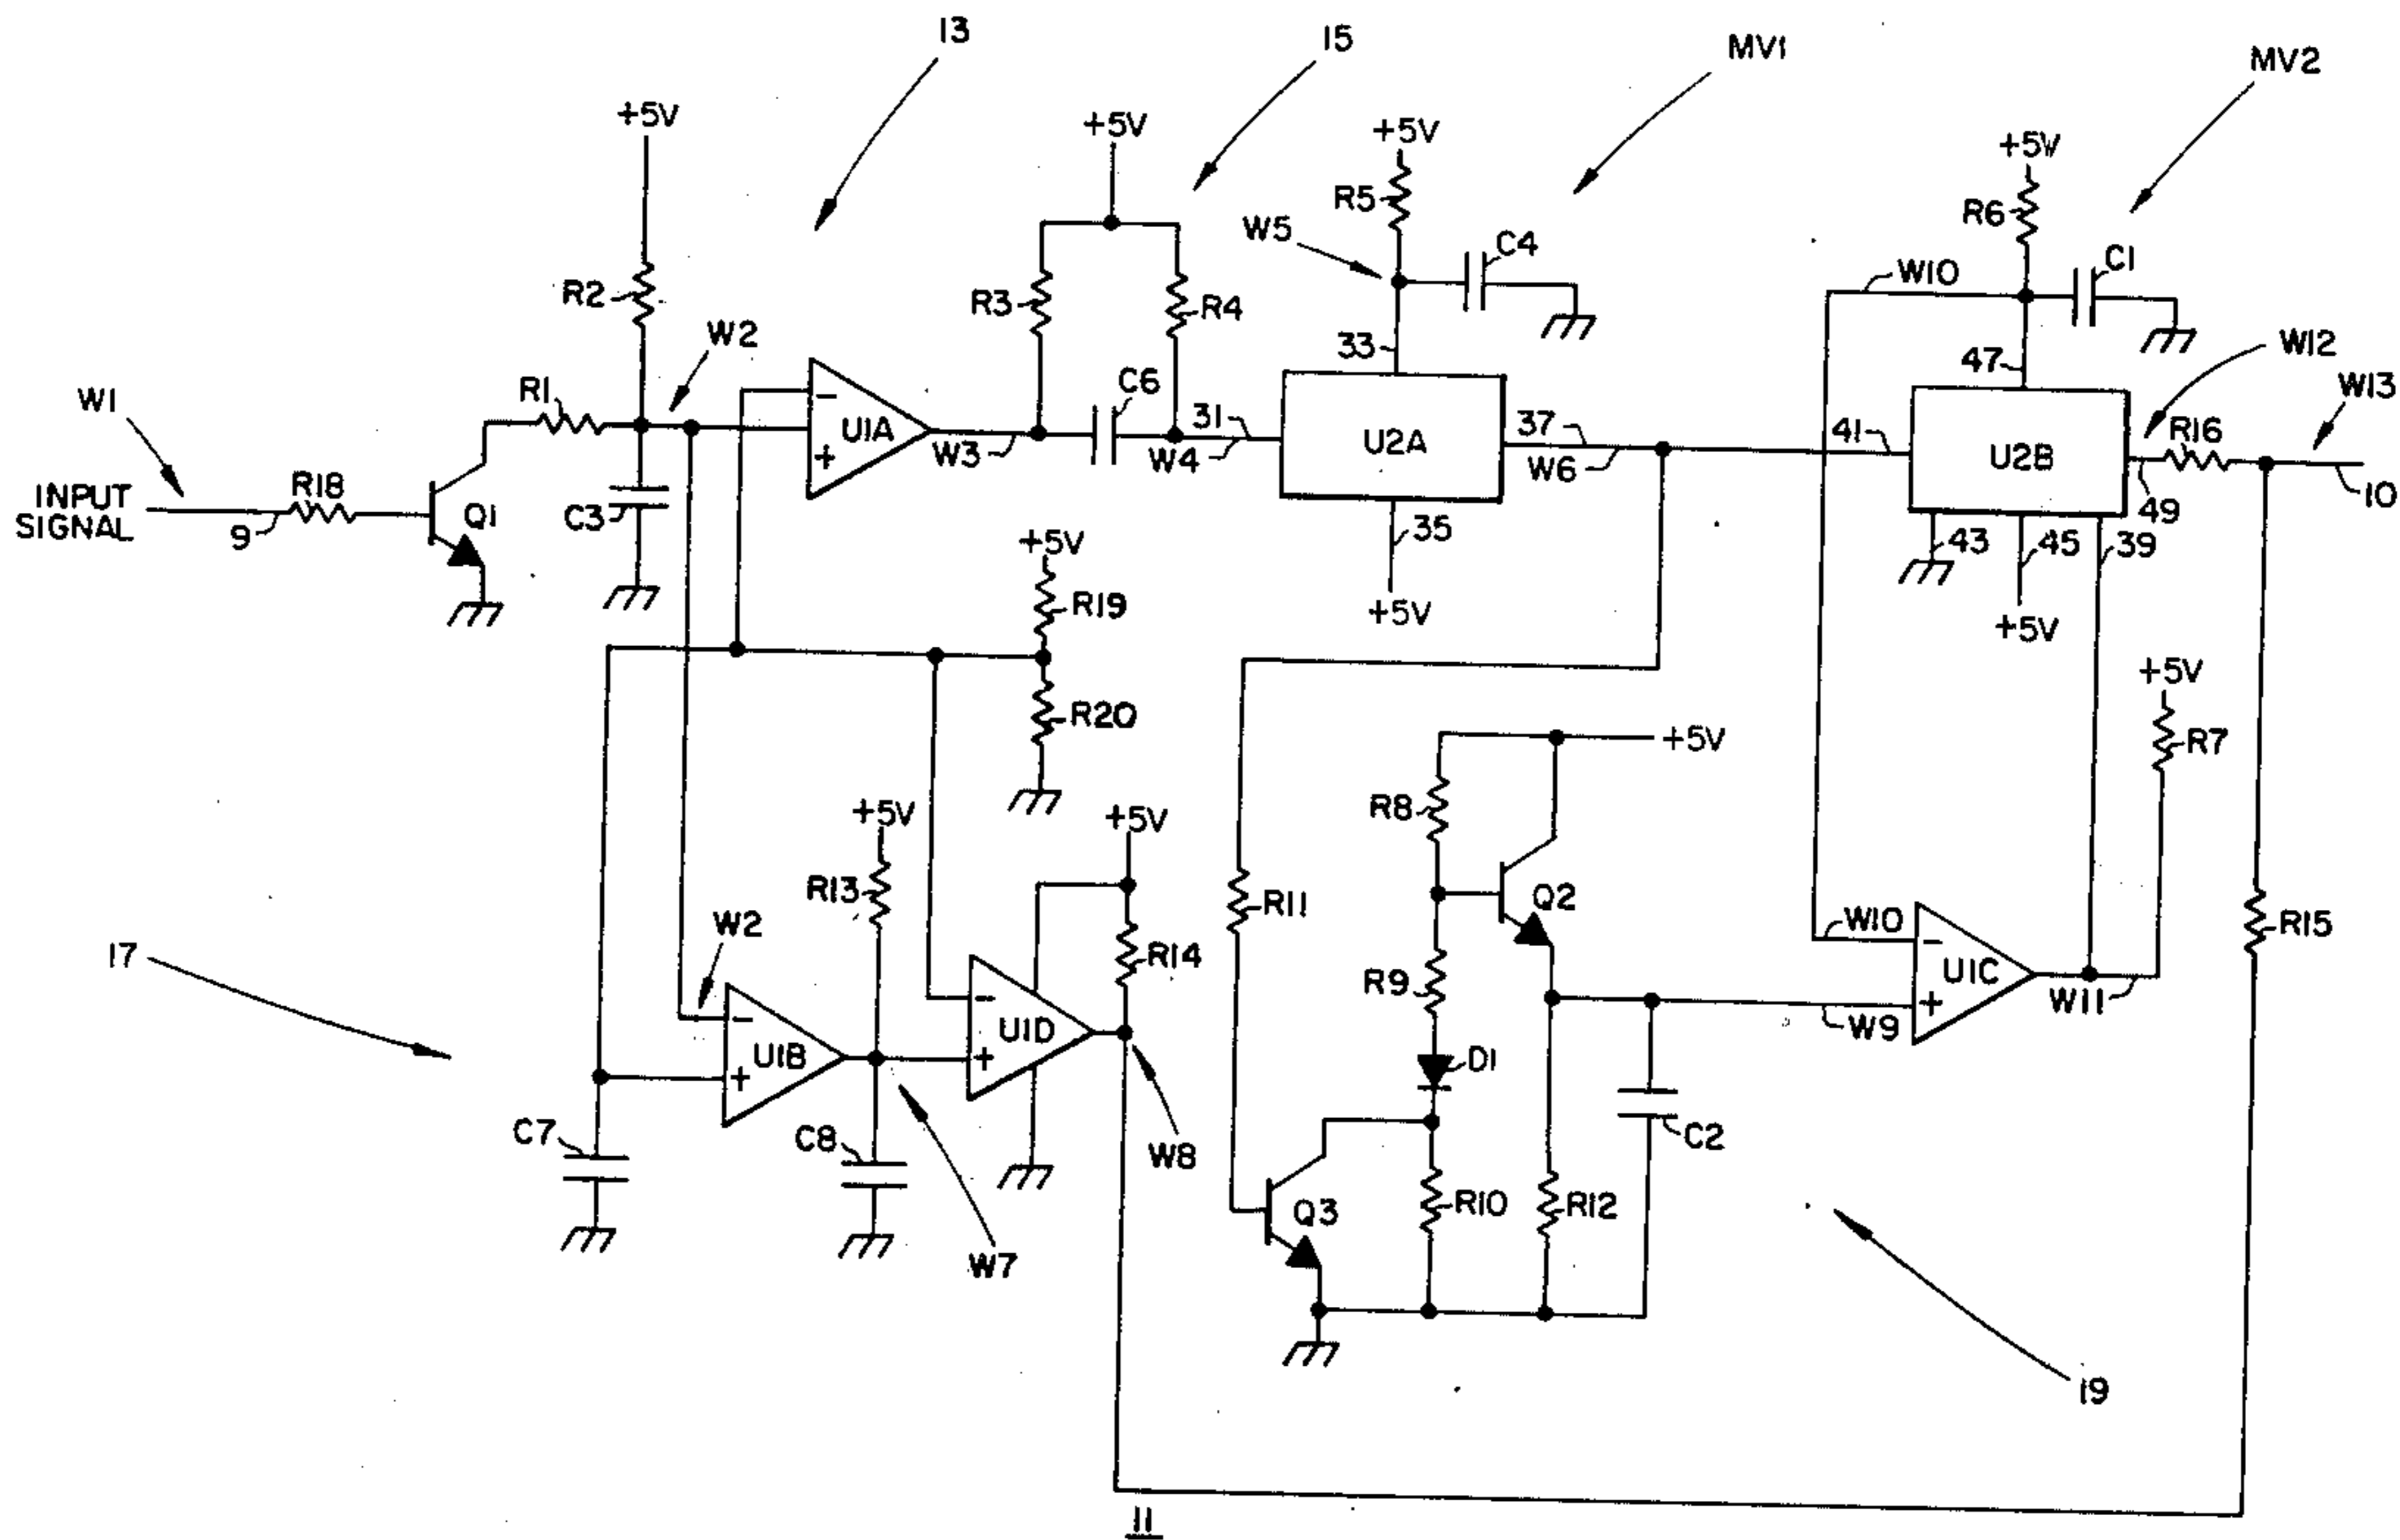 13
15
MV1
MV2
+5V
+5V
+5V
+5V
R2
R3
R4
R5
W5
C4
R6
W10
C1
W1
R1
W2
U1A
W3
C6
W4
31
33
U2A
37
W6
41
47
U2B
W12
R16
W13
10
49
INPUT
SIGNAL
R18
9
Q1
C3
35
+5V
43
45
39
+5V
+5V
R19
R20
+5V
R7
+5V
R8
+5V
R13
+5V
R14
R11
Q2
W10
U1C
W11
R15
17
W2
U1B
U1D
R9
W9
D1
C7
C8
W8
W7
Q3
R10
R12
C2
19
11